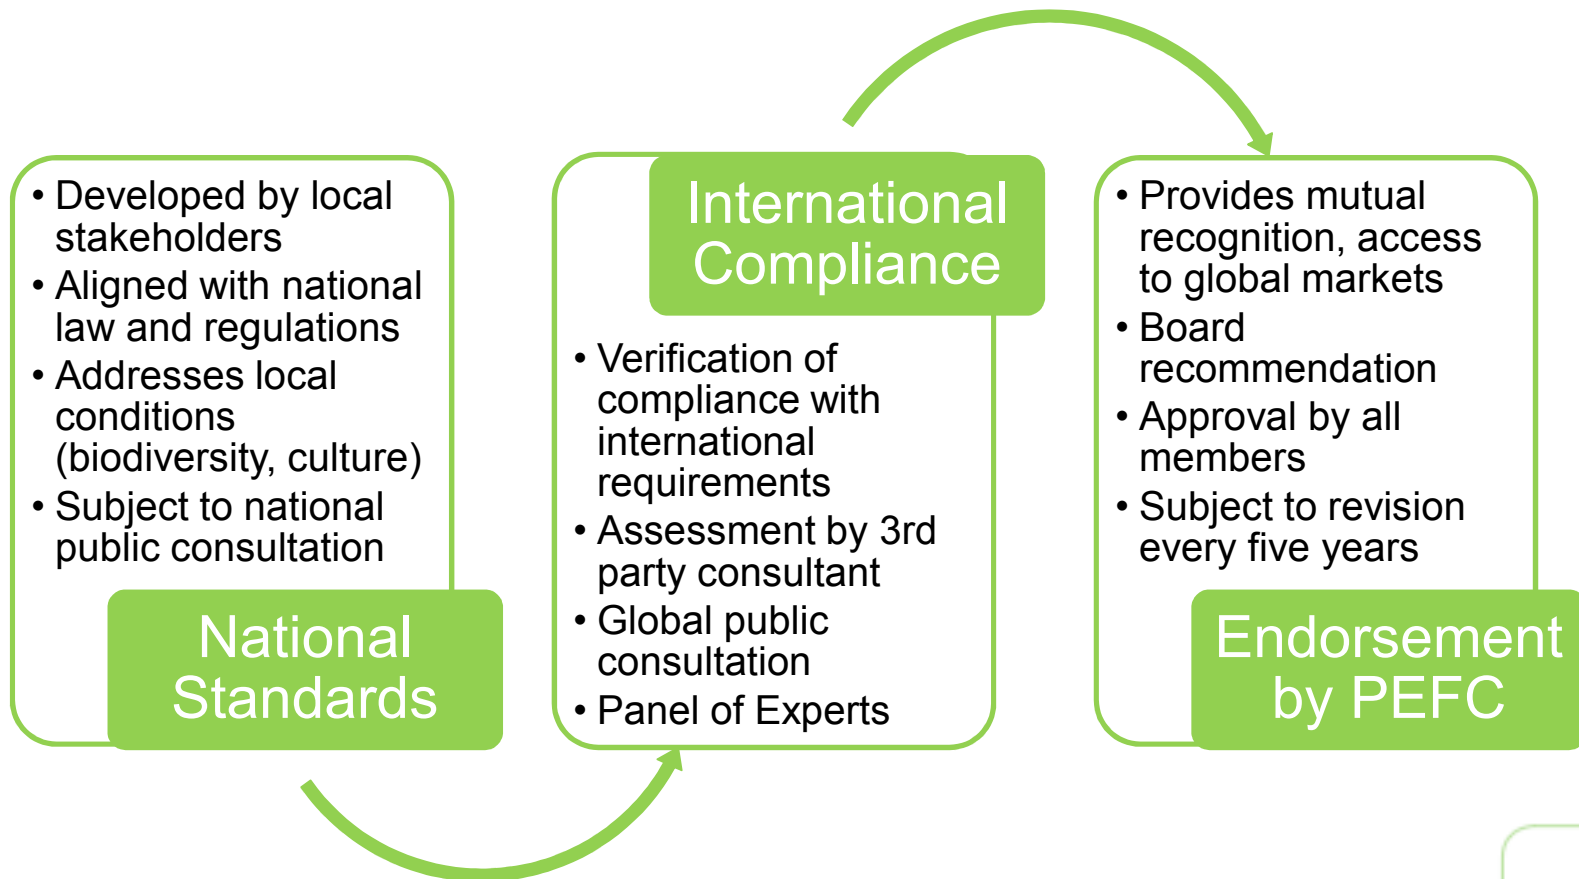 • Developed by local
stakeholders
• Aligned with national
law and regulations
• Addresses local
conditions
(biodiversity, culture)
• Subject to national
public consultation
National
Standards
International
Compliance
• Verification of
compliance with
international
requirements
• Assessment by 3rd
party consultant
• Global public
consultation
• Panel of Experts
• Provides mutual
recognition, access
to global markets
• Board
recommendation
• Approval by all
members
• Subject to revision
every five years
Endorsement
by PEFC